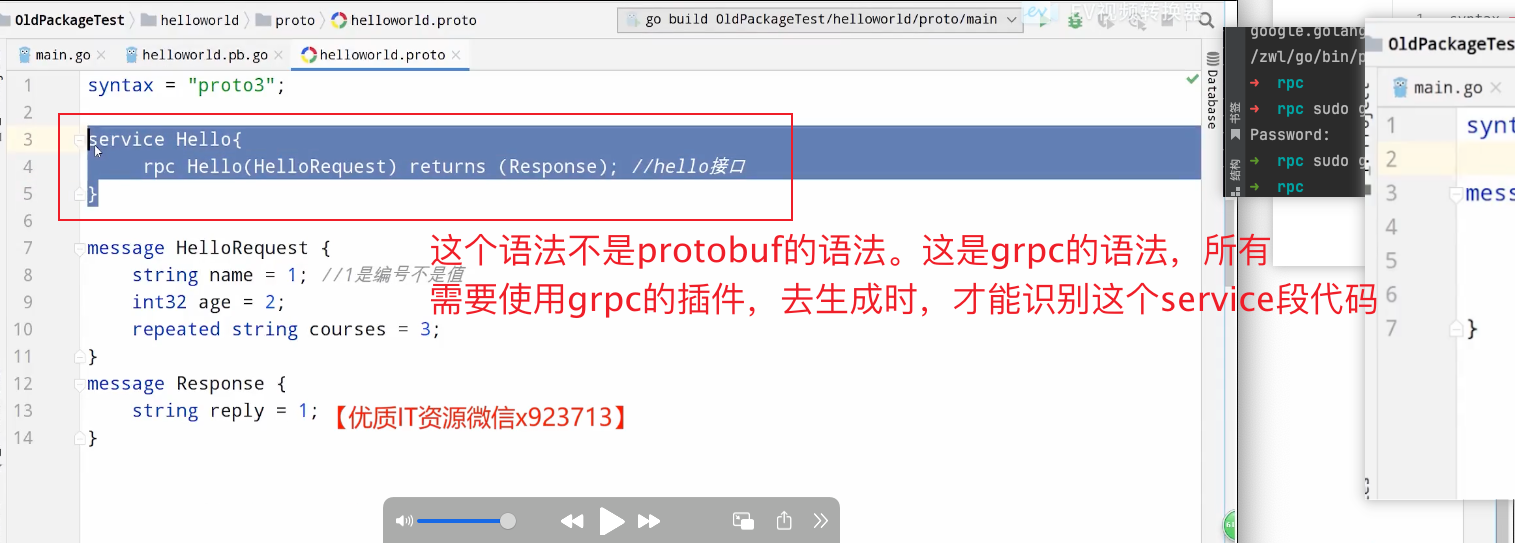 OldPackageTest helloworld proto helloworld.proto
go build OldPackageTest/helloworld/proto/main
EV视频转换器
main.go helloworld.pb.go helloworld.proto
1 syntax = "proto3";
2
3 service Hello{
4 rpc Hello(HelloRequest) returns (Response); //hello接口
5 }
6
7 message HelloRequest {
8 string name = 1; //1是编号不是值
9 int32 age = 2;
10 repeated string courses = 3;
11 }
12 message Response {
13 string reply = 1;
14 }
这个语法不是protobuf的语法。这是grpc的语法，所有
需要使用grpc的插件，去生成时，才能识别这个service段代码
【优质IT资源微信x923713】
Database
google.golang
/zwl/go/bin/p
→ rpc
→ rpc sudo g
Password:
→ rpc sudo g
→ rpc
书签
结构
OldPackageTes
main.go
1 synt
2
3 mess
4
5
6
7 }